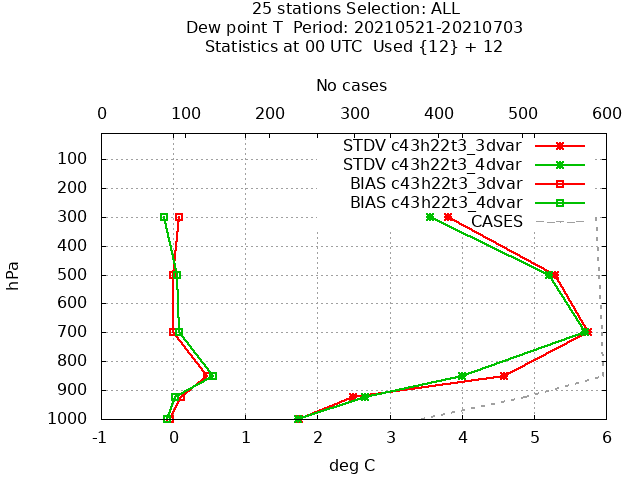 25 stations Selection: ALL
Dew point T  Period: 20210521-20210703
Statistics at 00 UTC  Used {12} + 12
No cases
0 100 200 300 400 500 600
STDV c43h22t3_3dvar
STDV c43h22t3_4dvar
BIAS c43h22t3_3dvar
BIAS c43h22t3_4dvar
CASES
hPa
100
200
300
400
500
600
700
800
900
1000
-1 0 1 2 3 4 5 6
deg C